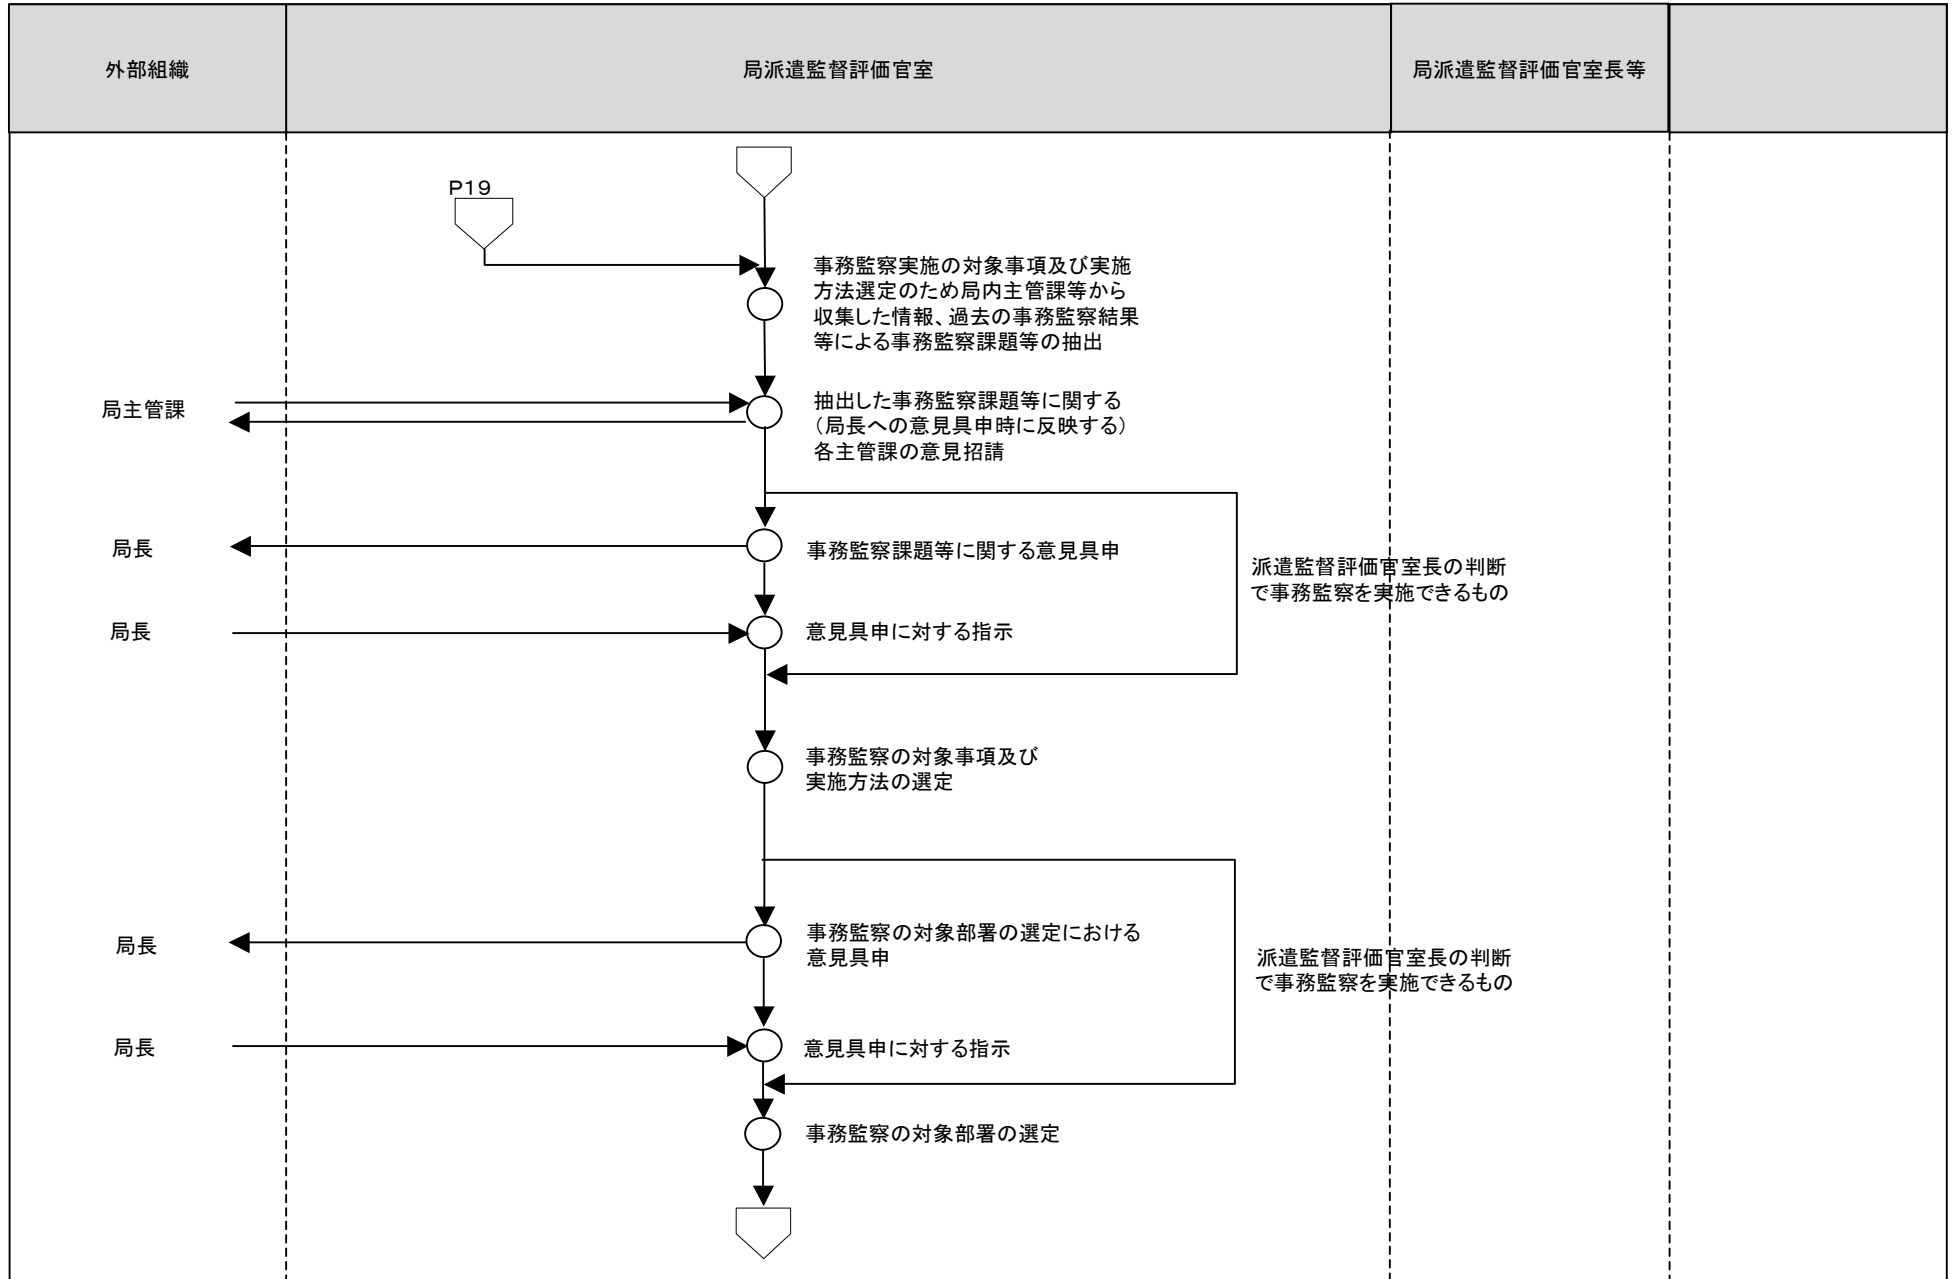 外部組織
局派遣監督評価官室
局派遣監督評価官室長等
P19
事務監察実施の対象事項及び実施
方法選定のため局内主管課等から
収集した情報、過去の事務監察結果
等による事務監察課題等の抽出
局主管課
抽出した事務監察課題等に関する
（局長への意見具申時に反映する）
各主管課の意見招請
局長
事務監察課題等に関する意見具申
派遣監督評価官室長の判断
で事務監察を実施できるもの
局長
意見具申に対する指示
事務監察の対象事項及び
実施方法の選定
局長
事務監察の対象部署の選定における
意見具申
派遣監督評価官室長の判断
で事務監察を実施できるもの
局長
意見具申に対する指示
事務監察の対象部署の選定